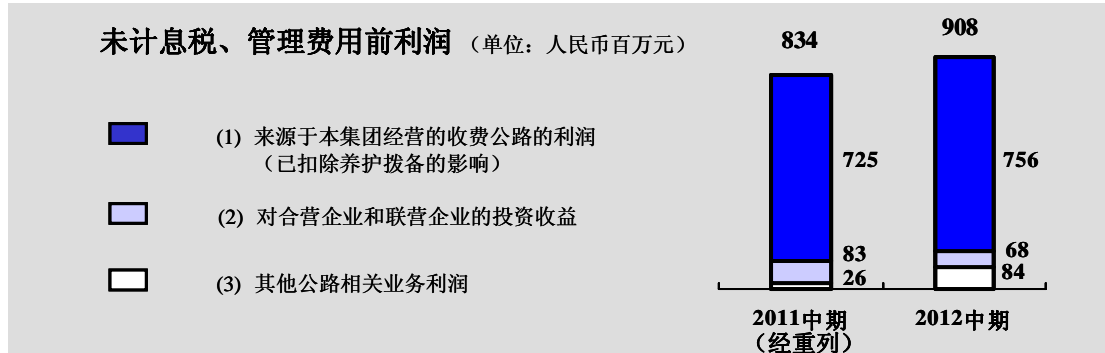 未计息税、管理费用前利润（单位：人民币百万元）
(1) 来源于本集团经营的收费公路的利润
（已扣除养护拨备的影响）
(2) 对合营企业和联营企业的投资收益
(3) 其他公路相关业务利润
834
908
725
756
83
68
26
84
2011中期
2012中期
（经重列）